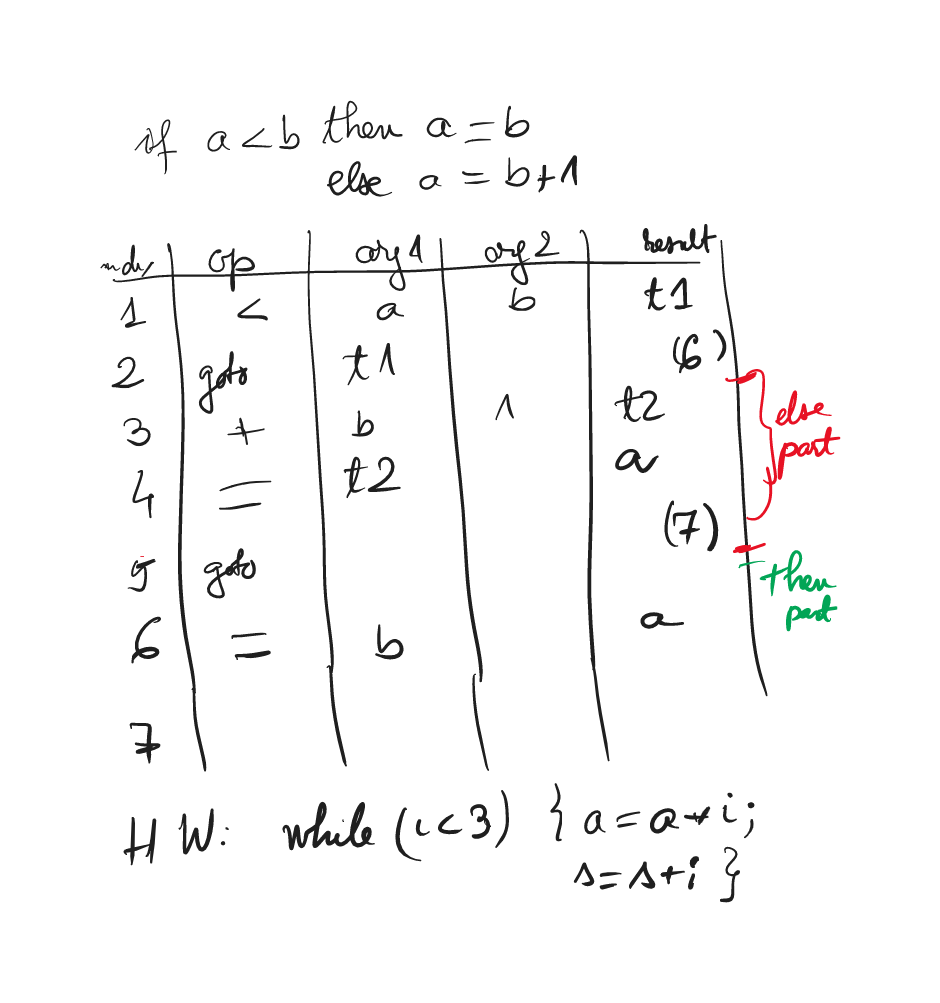 if a<b then a=b
else a = b+1
indx op arg1 arg2 result
1 < a b t1
2 goto t1 (6)
3 + b 1 t2
4 = t2 a
else part
5 goto (7)
then part
6 = b a
7
HW: while (i<3) { a=a+i;
s=s+i }